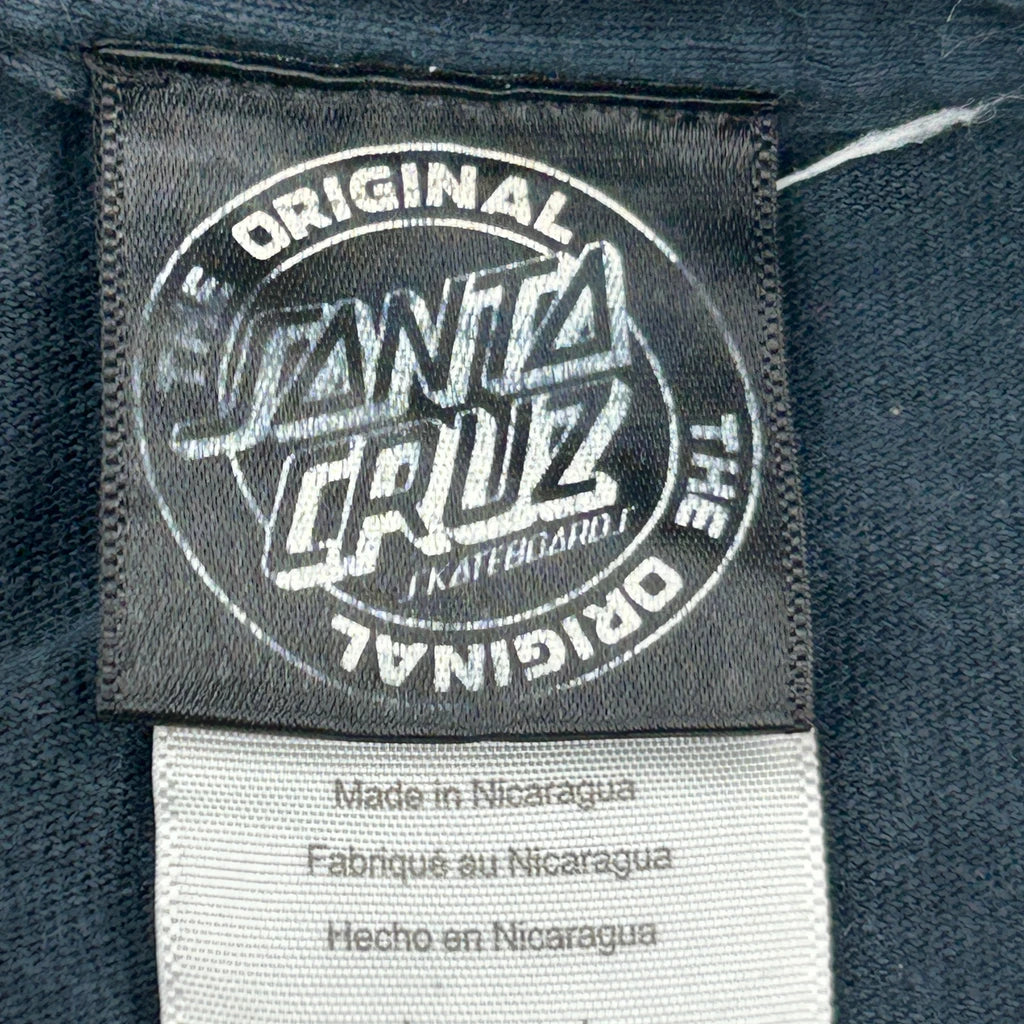 THE ORIGINAL
SANTA
CRUZ
SKATEBOARDS
THE ORIGINAL
Made in Nicaragua
Fabriqué au Nicaragua
Hecho en Nicaragua